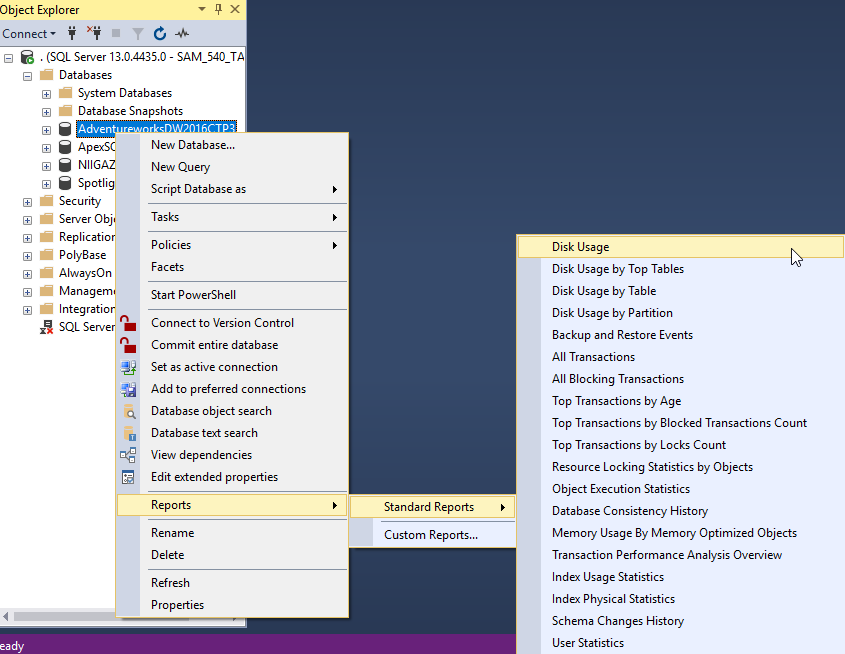 Object Explorer
Connect
. (SQL Server 13.0.4435.0 - SAM_540_TA
Databases
System Databases
Database Snapshots
AdventureworksDW2016CTP3
ApexSC
NIIGAZ
Spotlig
Security
Server Obj
Replication
PolyBase
AlwaysOn
Managem
Integration
SQL Server
New Database...
New Query
Script Database as
Tasks
Policies
Facets
Start PowerShell
Connect to Version Control
Commit entire database
Set as active connection
Add to preferred connections
Database object search
Database text search
View dependencies
Edit extended properties
Reports
Rename
Delete
Refresh
Properties
Standard Reports
Custom Reports...
Disk Usage
Disk Usage by Top Tables
Disk Usage by Table
Disk Usage by Partition
Backup and Restore Events
All Transactions
All Blocking Transactions
Top Transactions by Age
Top Transactions by Blocked Transactions Count
Top Transactions by Locks Count
Resource Locking Statistics by Objects
Object Execution Statistics
Database Consistency History
Memory Usage By Memory Optimized Objects
Transaction Performance Analysis Overview
Index Usage Statistics
Index Physical Statistics
Schema Changes History
User Statistics
eady